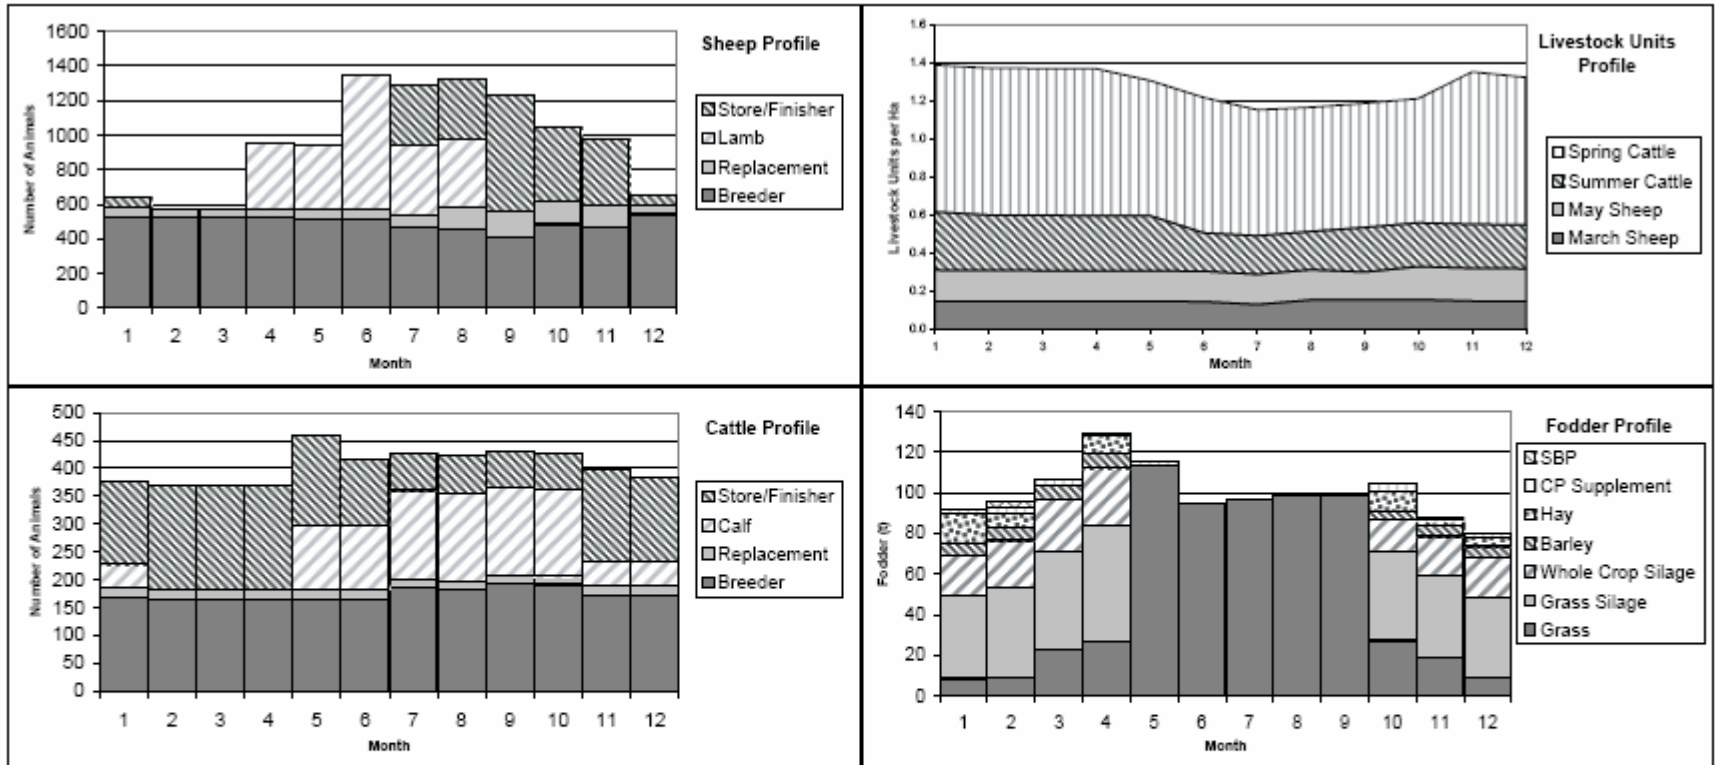 Sheep Profile
Number of Animals
1600
1400
1200
1000
800
600
400
200
0
1 2 3 4 5 6 7 8 9 10 11 12
Month
Store/Finisher
Lamb
Replacement
Breeder
Livestock Units
Profile
Livestock Units per Ha
1.6
1.4
1.2
1.0
0.8
0.6
0.4
0.2
0.0
1 2 3 4 5 6 7 8 9 10 11 12
Month
Spring Cattle
Summer Cattle
May Sheep
March Sheep
Cattle Profile
Number of Animals
500
450
400
350
300
250
200
150
100
50
0
1 2 3 4 5 6 7 8 9 10 11 12
Month
Store/Finisher
Calf
Replacement
Breeder
Fodder Profile
Fodder (t)
140
120
100
80
60
40
20
0
1 2 3 4 5 6 7 8 9 10 11 12
Month
SBP
CP Supplement
Hay
Barley
Whole Crop Silage
Grass Silage
Grass